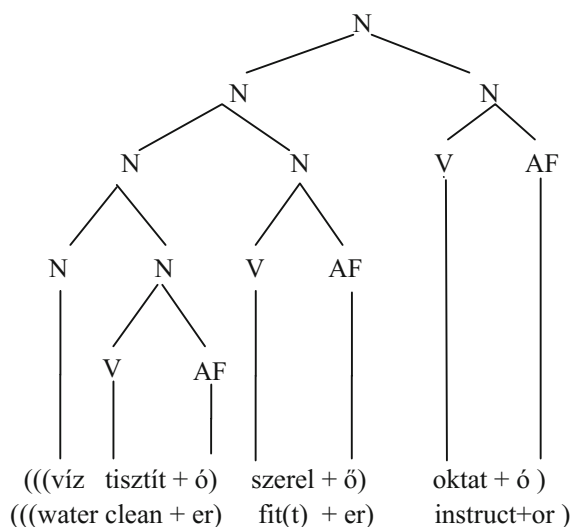 N
N N
N N V AF
N N V AF
V AF
(((víz tisztít + ó) szerel + ő) oktat + ó )
(((water clean + er) fit(t) + er) instruct+or )